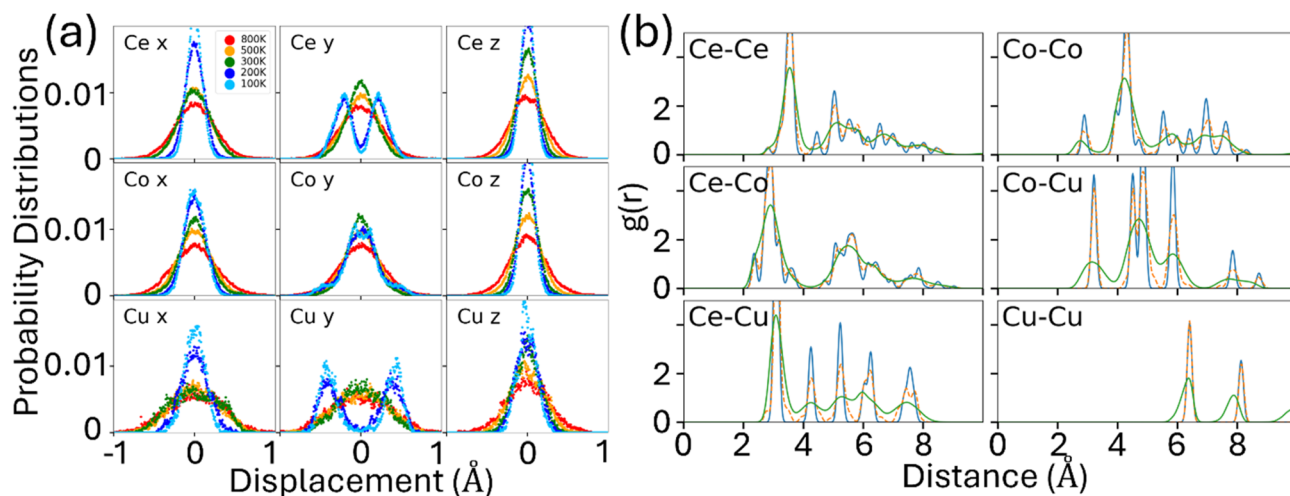 (a)
Probability Distributions
Ce x
800K
500K
300K
200K
100K
Ce y
Ce z
0.01
0
Co x
Co y
Co z
0.01
0
Cu x
Cu y
Cu z
0.01
0
-1 0 1 0 1 0 1
Displacement (Å)
(b)
g(r)
Ce-Ce
Co-Co
2
0
Ce-Co
Co-Cu
2
0
Ce-Cu
Cu-Cu
2
0
0 2 4 6 8 0 2 4 6 8
Distance (Å)